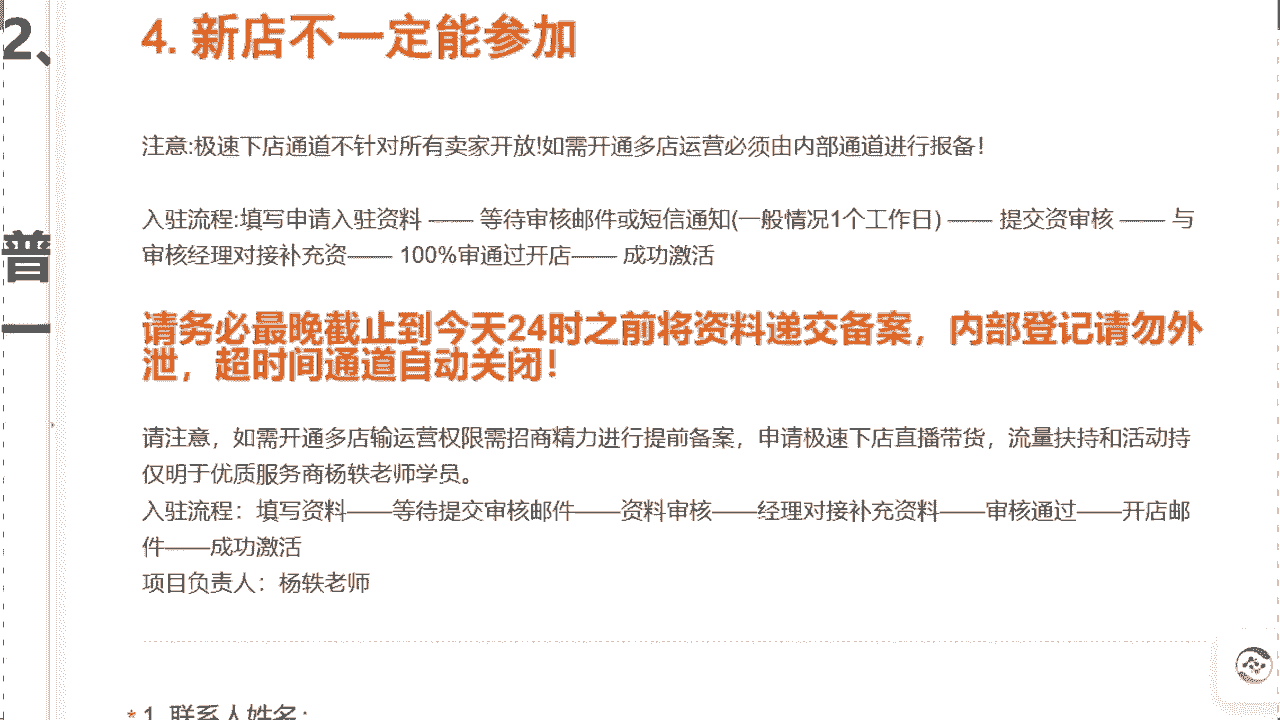 2、
4. 新店不一定能参加
注意:极速下店通道不针对所有卖家开放!如需开通多店运营必须由内部通道进行报备！
入驻流程:填写申请入驻资料 —— 等待审核邮件或短信通知(一般情况1个工作日) —— 提交资审核 —— 与
审核经理对接补充资—— 100%审通过开店—— 成功激活
普
一
请务必最晚截止到今天24时之前将资料递交备案，内部登记请勿外
泄，超时间通道自动关闭！
请注意，如需开通多店输运营权限需招商精力进行提前备案，申请极速下店直播带货，流量扶持和活动持
仅明于优质服务商杨轶老师学员。
入驻流程：填写资料——等待提交审核邮件——资料审核——经理对接补充资料——审核通过——开店邮
件——成功激活
项目负责人：杨轶老师
* 1. 联系人姓名：